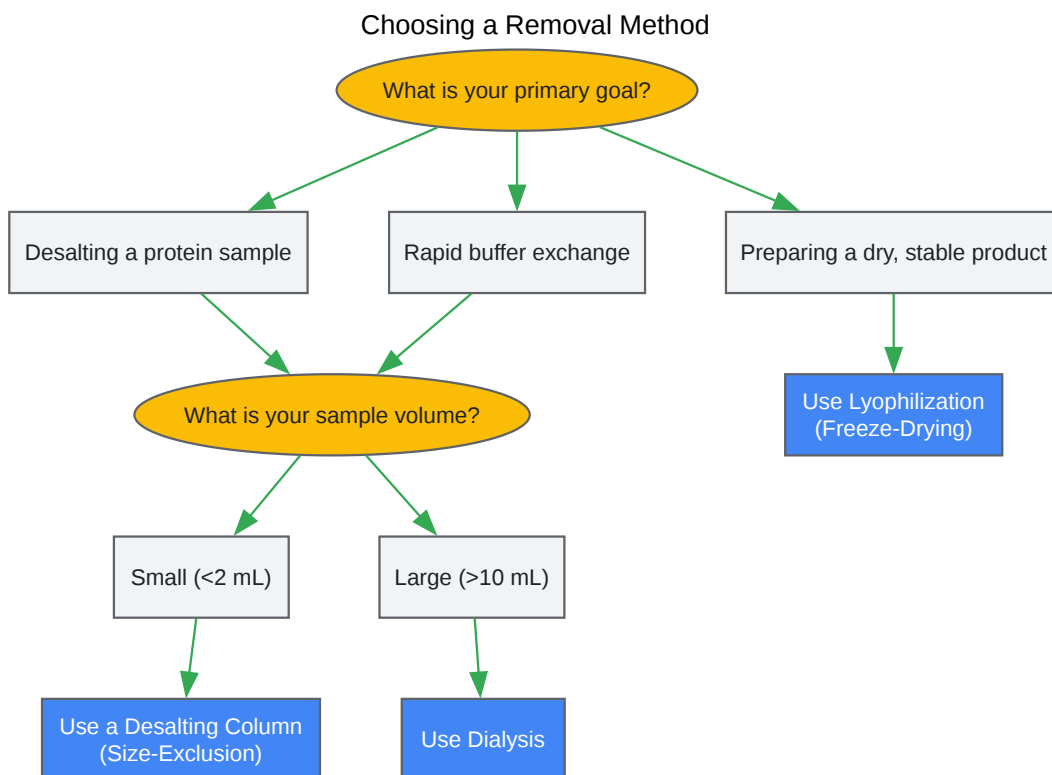 Choosing a Removal Method
What is your primary goal?
Desalting a protein sample
Rapid buffer exchange
Preparing a dry, stable product
Use Lyophilization
(Freeze-Drying)
What is your sample volume?
Small (<2 mL)
Large (>10 mL)
Use a Desalting Column
(Size-Exclusion)
Use Dialysis